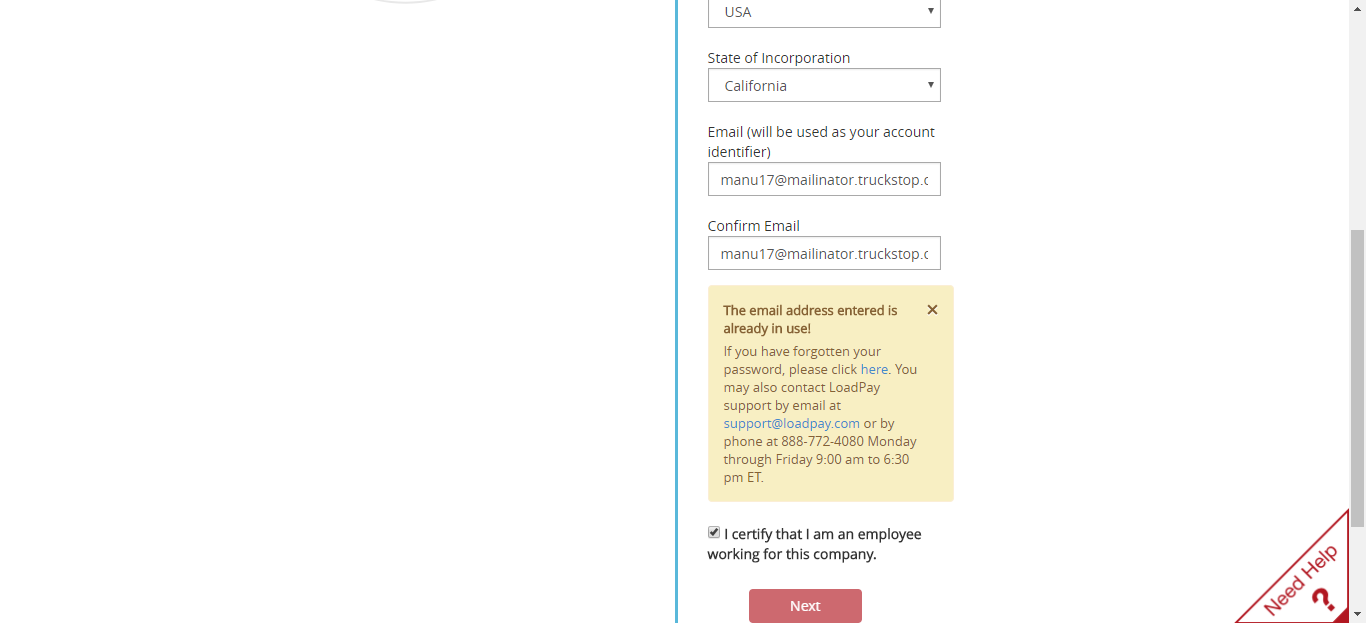 USA
State of Incorporation
California
Email (will be used as your account
identifier)
manu17@mailinator.truckstop.c
Confirm Email
manu17@mailinator.truckstop.c
The email address entered is
already in use!
If you have forgotten your
password, please click here. You
may also contact LoadPay
support by email at
support@loadpay.com or by
phone at 888-772-4080 Monday
through Friday 9:00 am to 6:30
pm ET.
I certify that I am an employee
working for this company.
Next
Need Help
?